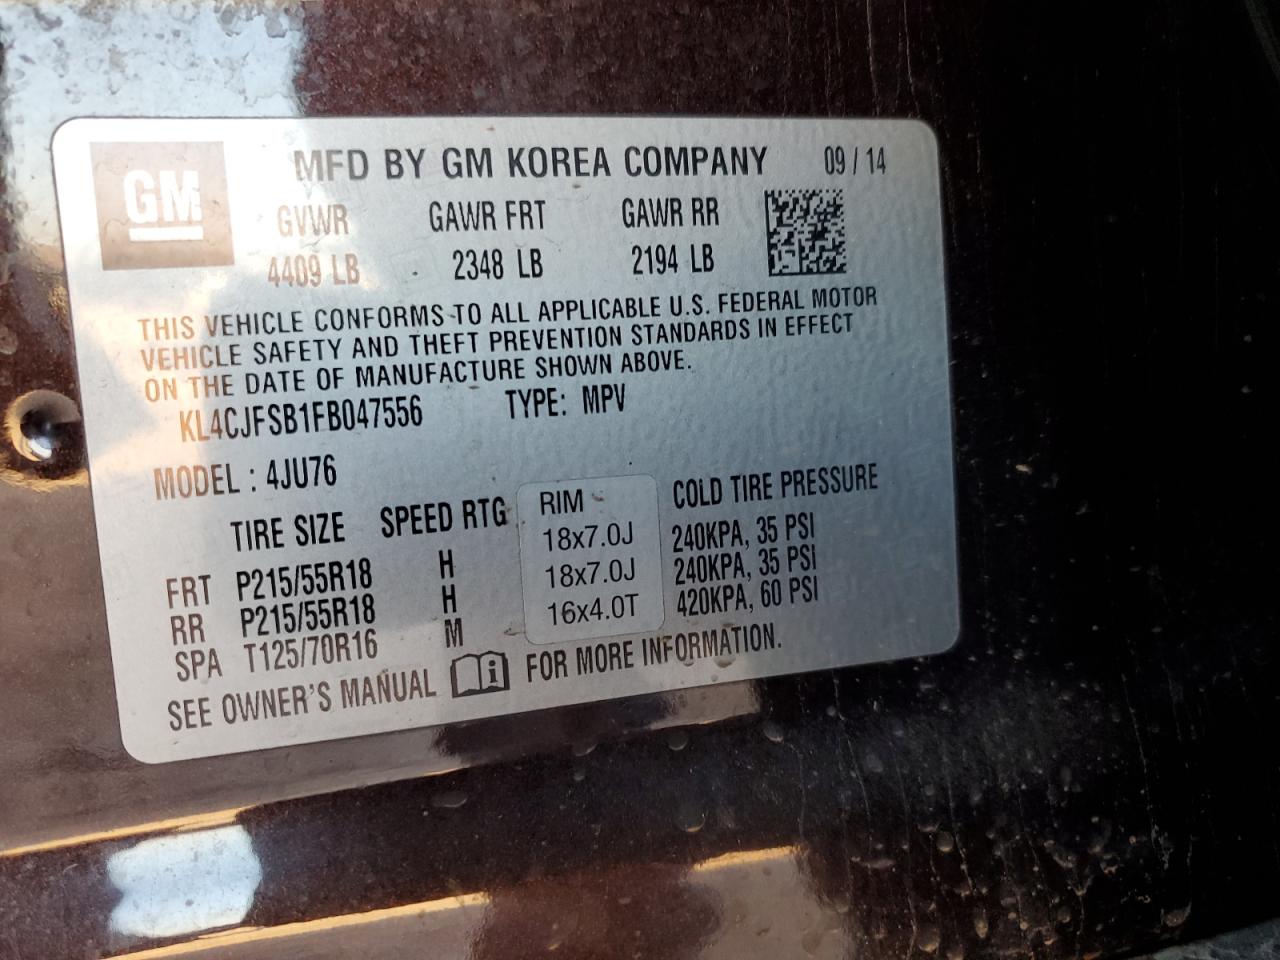 GM
MFD BY GM KOREA COMPANY 09 / 14
GVWR GAWR FRT GAWR RR
4409 LB 2348 LB 2194 LB
THIS VEHICLE CONFORMS TO ALL APPLICABLE U.S. FEDERAL MOTOR
VEHICLE SAFETY AND THEFT PREVENTION STANDARDS IN EFFECT
ON THE DATE OF MANUFACTURE SHOWN ABOVE.
KL4CJFSB1FB047556 TYPE: MPV
MODEL : 4JU76
TIRE SIZE SPEED RTG RIM COLD TIRE PRESSURE
FRT P215/55R18 H 18x7.0J 240KPA, 35 PSI
RR P215/55R18 H 18x7.0J 240KPA, 35 PSI
SPA T125/70R16 M 16x4.0T 420KPA, 60 PSI
SEE OWNER'S MANUAL i FOR MORE INFORMATION.